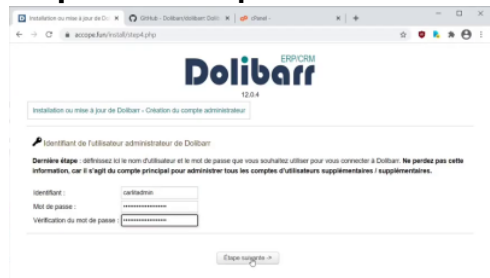 Installation ou mise à jour de Do
GitHub - Dolibarr/dolibarr: Doli
cPanel -
accope.fun/install/step4.php
Dolibarr
ERP/CRM
12.0.4
Installation ou mise à jour de Dolibarr - Création du compte administrateur
Identifiant de l'utilisateur administrateur de Dolibarr
Dernière étape : définissez ici le nom d'utilisateur et le mot de passe que vous souhaitez utiliser pour vous connecter à Dolibarr. Ne perdez pas cette
information, car il s'agit du compte principal pour administrer tous les comptes d'utilisateurs supplémentaires / supplémentaires.
Identifiant :
Mot de passe :
Vérification du mot de passe :
Étape suivante ->